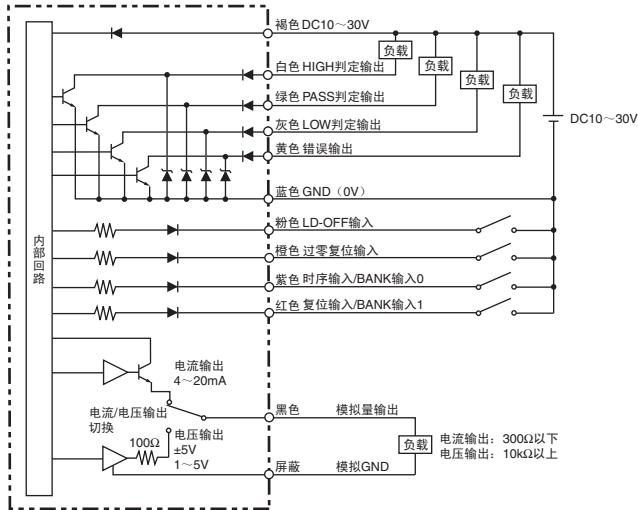 褐色 DC10～30V
负载
负载
负载
负载
白色 HIGH判定输出
绿色 PASS判定输出
灰色 LOW判定输出
黄色 错误输出
DC10～30V
蓝色 GND（0V）
内部回路
粉色 LD-OFF输入
橙色 过零复位输入
紫色 时序输入/BANK输入0
红色 复位输入/BANK输入1
电流输出
4～20mA
电流/电压输出
切换
黑色 模拟量输出
100Ω
电压输出
±5V
1～5V
负载
电流输出：300Ω以下
电压输出：10kΩ以上
屏蔽 模拟GND